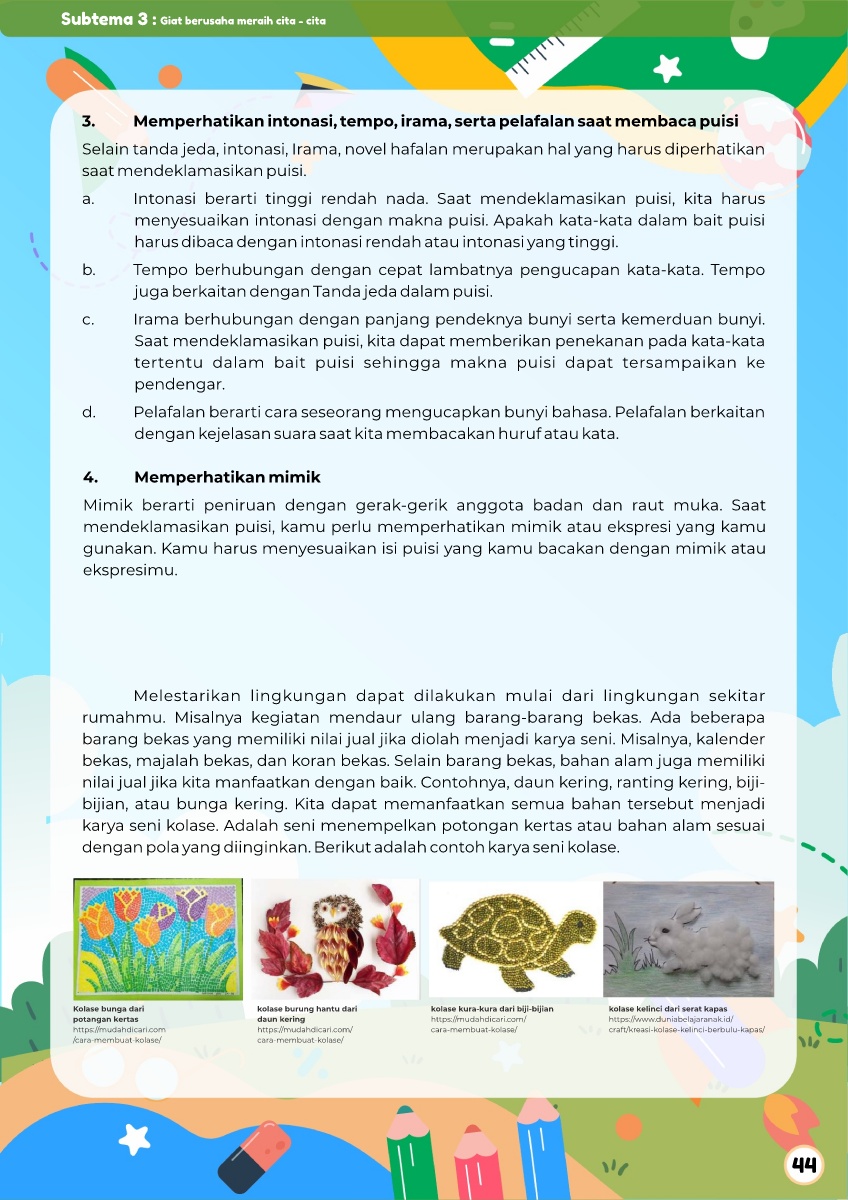 Subtema 3 : Giat berusaha meraih cita - cita
3. Memperhatikan intonasi, tempo, irama, serta pelafalan saat membaca puisi
Selain tanda jeda, intonasi, Irama, novel hafalan merupakan hal yang harus diperhatikan
saat mendeklamasikan puisi.
a. Intonasi berarti tinggi rendah nada. Saat mendeklamasikan puisi, kita harus
menyesuaikan intonasi dengan makna puisi. Apakah kata-kata dalam bait puisi
harus dibaca dengan intonasi rendah atau intonasi yang tinggi.
b. Tempo berhubungan dengan cepat lambatnya pengucapan kata-kata. Tempo
juga berkaitan dengan Tanda jeda dalam puisi.
c. Irama berhubungan dengan panjang pendeknya bunyi serta kemerduan bunyi.
Saat mendeklamasikan puisi, kita dapat memberikan penekanan pada kata-kata
tertentu dalam bait puisi sehingga makna puisi dapat tersampaikan ke
pendengar.
d. Pelafalan berarti cara seseorang mengucapkan bunyi bahasa. Pelafalan berkaitan
dengan kejelasan suara saat kita membacakan huruf atau kata.
4. Memperhatikan mimik
Mimik berarti peniruan dengan gerak-gerik anggota badan dan raut muka. Saat
mendeklamasikan puisi, kamu perlu memperhatikan mimik atau ekspresi yang kamu
gunakan. Kamu harus menyesuaikan isi puisi yang kamu bacakan dengan mimik atau
ekspresimu.
Melestarikan lingkungan dapat dilakukan mulai dari lingkungan sekitar
rumahmu. Misalnya kegiatan mendaur ulang barang-barang bekas. Ada beberapa
barang bekas yang memiliki nilai jual jika diolah menjadi karya seni. Misalnya, kalender
bekas, majalah bekas, dan koran bekas. Selain barang bekas, bahan alam juga memiliki
nilai jual jika kita manfaatkan dengan baik. Contohnya, daun kering, ranting kering, biji-
bijian, atau bunga kering. Kita dapat memanfaatkan semua bahan tersebut menjadi
karya seni kolase. Adalah seni menempelkan potongan kertas atau bahan alam sesuai
dengan pola yang diinginkan. Berikut adalah contoh karya seni kolase.
Kolase bunga dari
potangan kertas
https://mudahdicari.com
/cara-membuat-kolase/
kolase burung hantu dari
daun kering
https://mudahdicari.com/
cara-membuat-kolase/
kolase kura-kura dari biji-bijian
https://mudahdicari.com/
cara-membuat-kolase/
kolase kelinci dari serat kapas
https://www.duniabelajaranak.id/
craft/kreasi-kolase-kelinci-berbulu-kapas/
44